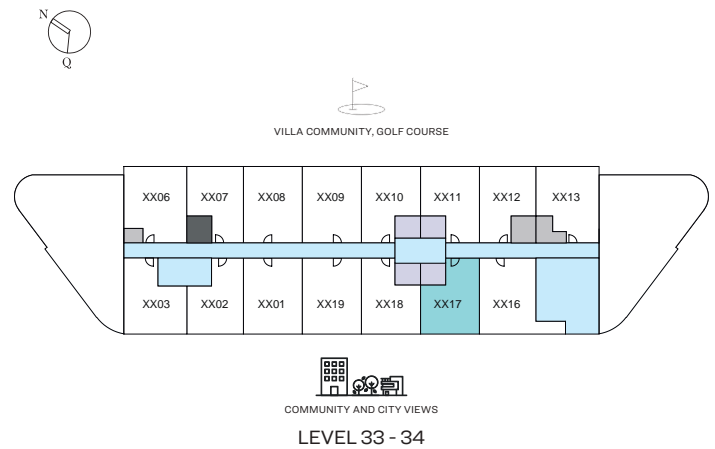 N
Q
VILLA COMMUNITY, GOLF COURSE
XX06 XX07 XX08 XX09 XX10 XX11 XX12 XX13
XX03 XX02 XX01 XX19 XX18 XX17 XX16
COMMUNITY AND CITY VIEWS
LEVEL 33 - 34